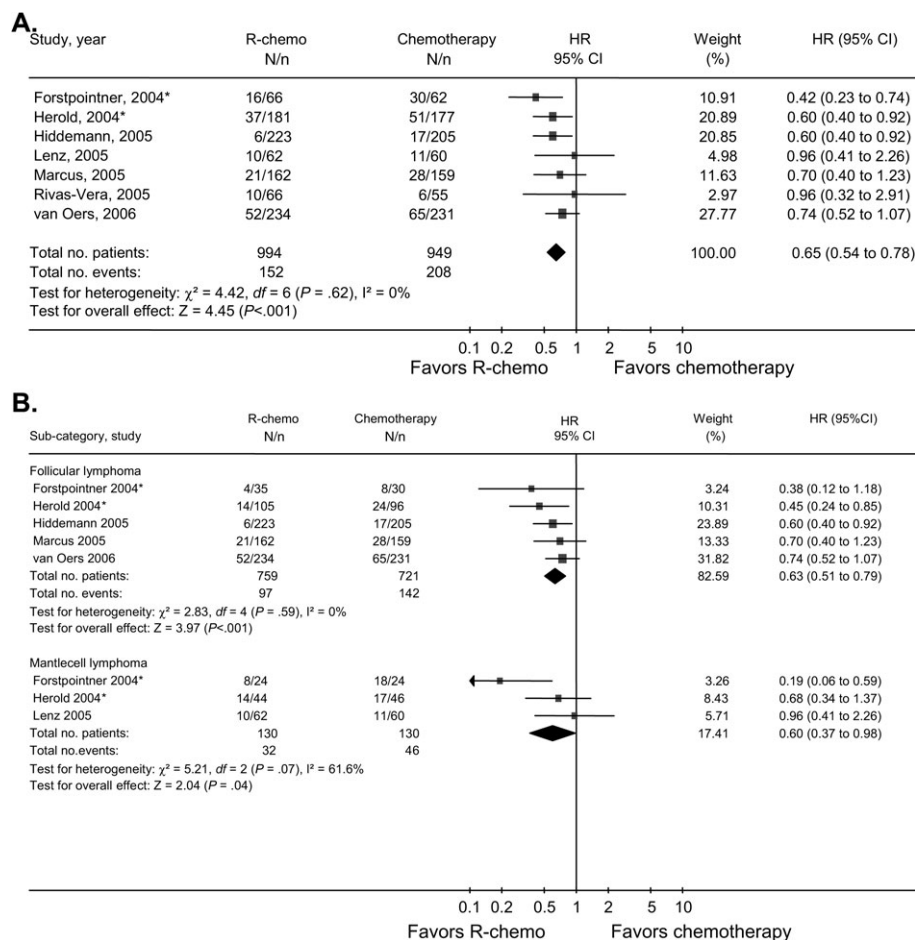 A.
Study, year R-chemo Chemotherapy HR Weight HR (95% CI)
N/n N/n 95% CI (%)
Forstpointner, 2004* 16/66 30/62 10.91 0.42 (0.23 to 0.74)
Herold, 2004* 37/181 51/177 20.89 0.60 (0.40 to 0.92)
Hiddemann, 2005 6/223 17/205 20.85 0.60 (0.40 to 0.92)
Lenz, 2005 10/62 11/60 4.98 0.96 (0.41 to 2.26)
Marcus, 2005 21/162 28/159 11.63 0.70 (0.40 to 1.23)
Rivas-Vera, 2005 10/66 6/55 2.97 0.96 (0.32 to 2.91)
van Oers, 2006 52/234 65/231 27.77 0.74 (0.52 to 1.07)
Total no. patients: 994 949 100.00 0.65 (0.54 to 0.78)
Total no. events: 152 208
Test for heterogeneity: χ² = 4.42, df = 6 (P = .62), I² = 0%
Test for overall effect: Z = 4.45 (P<.001)
0.1 0.2 0.5 1 2 5 10
Favors R-chemo Favors chemotherapy
B.
R-chemo Chemotherapy HR Weight HR (95%CI)
Sub-category, study N/n N/n 95% CI (%)
Follicular lymphoma
Forstpointner 2004* 4/35 8/30 3.24 0.38 (0.12 to 1.18)
Herold 2004* 14/105 24/96 10.31 0.45 (0.24 to 0.85)
Hiddemann 2005 6/223 17/205 23.89 0.60 (0.40 to 0.92)
Marcus 2005 21/162 28/159 13.33 0.70 (0.40 to 1.23)
van Oers 2006 52/234 65/231 31.82 0.74 (0.52 to 1.07)
Total no. patients: 759 721 82.59 0.63 (0.51 to 0.79)
Total no. events: 97 142
Test for heterogeneity: χ² = 2.83, df = 4 (P = .59), I² = 0%
Test for overall effect: Z = 3.97 (P<.001)
Mantlecell lymphoma
Forstpointner 2004* 8/24 18/24 3.26 0.19 (0.06 to 0.59)
Herold 2004* 14/44 17/46 8.43 0.68 (0.34 to 1.37)
Lenz 2005 10/62 11/60 5.71 0.96 (0.41 to 2.26)
Total no. patients: 130 130 17.41 0.60 (0.37 to 0.98)
Total no.events: 32 46
Test for heterogeneity: χ² = 5.21, df = 2 (P = .07), I² = 61.6%
Test for overall effect: Z = 2.04 (P = .04)
0.1 0.2 0.5 1 2 5 10
Favors R-chemo Favors chemotherapy